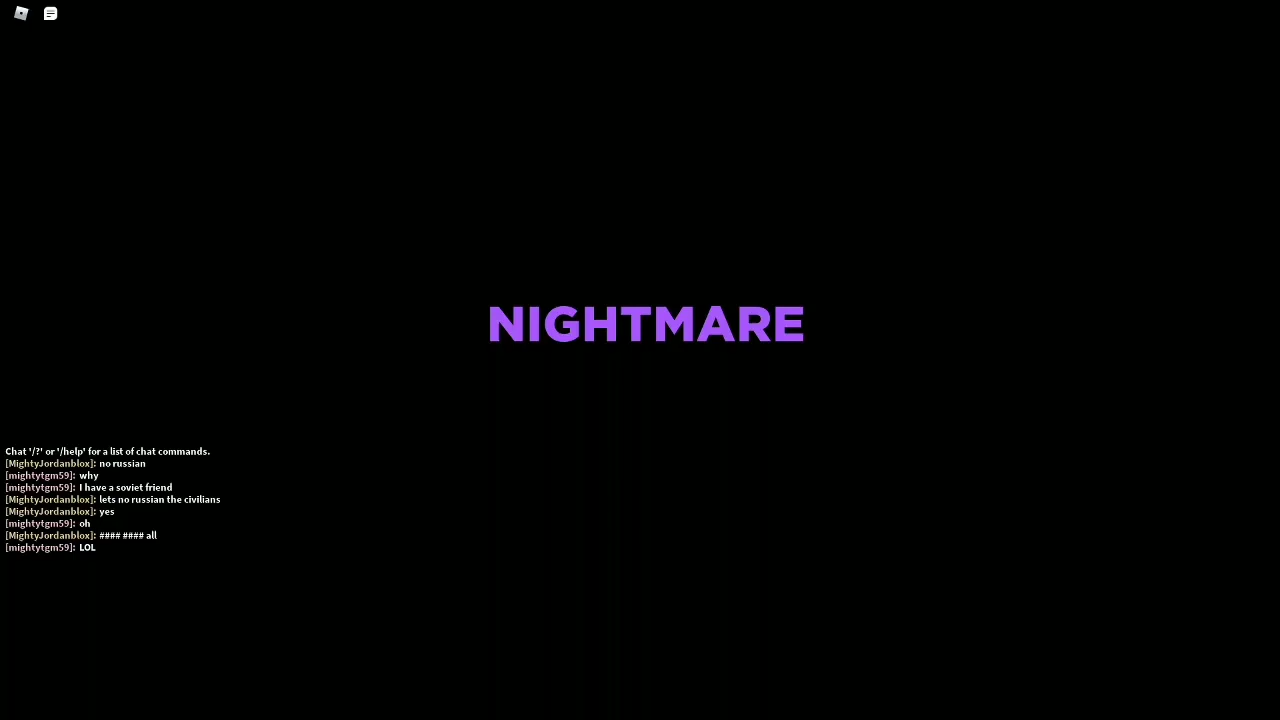 NIGHTMARE
Chat '/?' or '/help' for a list of chat commands.
[MightyJordanblox]: no russian
[mightytgm59]: why
[mightytgm59]: I have a soviet friend
[MightyJordanblox]: lets no russian the civilians
[MightyJordanblox]: yes
[mightytgm59]: oh
[MightyJordanblox]: #### #### all
[mightytgm59]: LOL